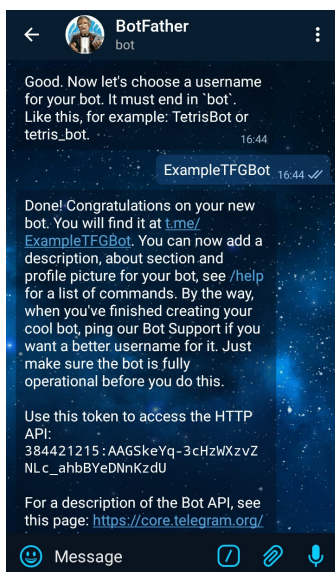 BotFather
bot
Good. Now let's choose a username
for your bot. It must end in `bot`.
Like this, for example: TetrisBot or
tetris_bot.
16:44
ExampleTFGBot 16:44
Done! Congratulations on your new
bot. You will find it at t.me/
ExampleTFGBot. You can now add a
description, about section and
profile picture for your bot, see /help
for a list of commands. By the way,
when you've finished creating your
cool bot, ping our Bot Support if you
want a better username for it. Just
make sure the bot is fully
operational before you do this.
Use this token to access the HTTP
API:
384421215:AAGSkeYq-3cHzWXzvZ
NLc_ahbBYeDNnKzdU
For a description of the Bot API, see
this page: https://core.telegram.org/
Message